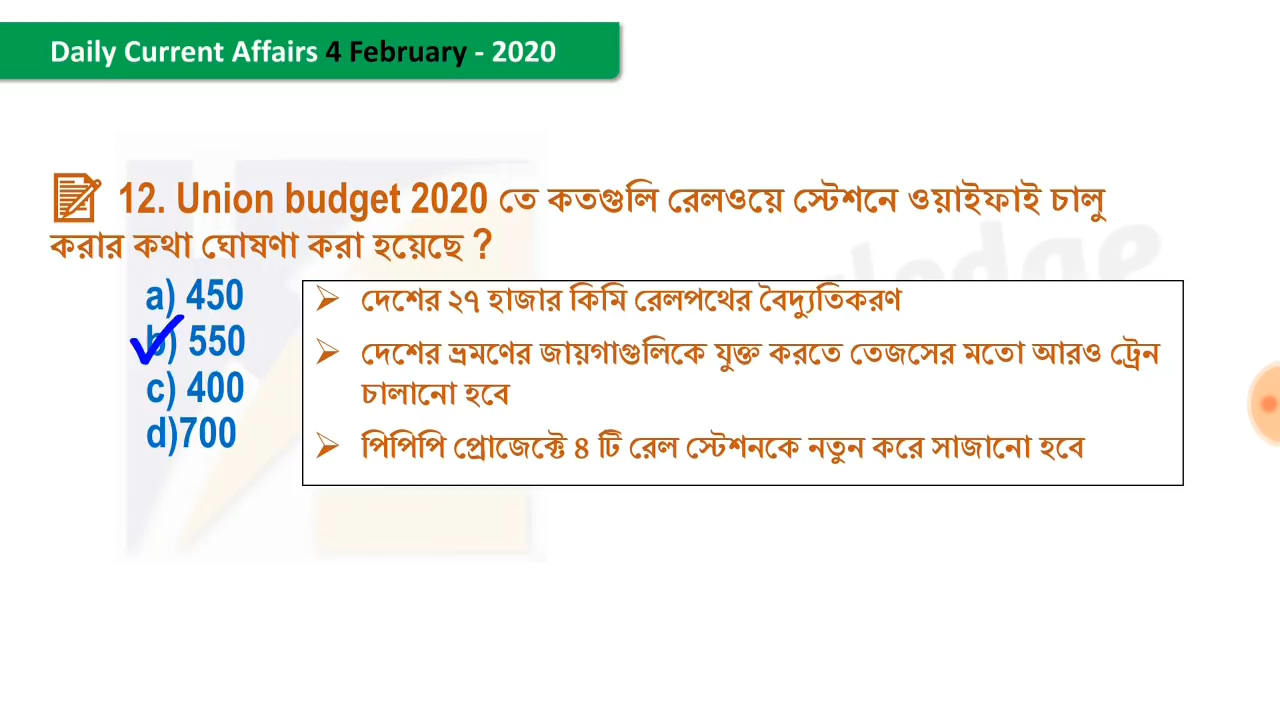 Daily Current Affairs 4 February - 2020
12. Union budget 2020 তে কতগুলি রেলওয়ে স্টেশনে ওয়াইফাই চালু
করার কথা ঘোষণা করা হয়েছে ?
a) 450
b) 550
c) 400
d)700
➢ দেশের ২৭ হাজার কিমি রেলপথের বৈদ্যুতিকরণ
➢ দেশের ভ্রমণের জায়গাগুলিকে যুক্ত করতে তেজসের মতো আরও ট্রেন
চালানো হবে
➢ পিপিপি প্রোজেক্টে ৪ টি রেল স্টেশনকে নতুন করে সাজানো হবে